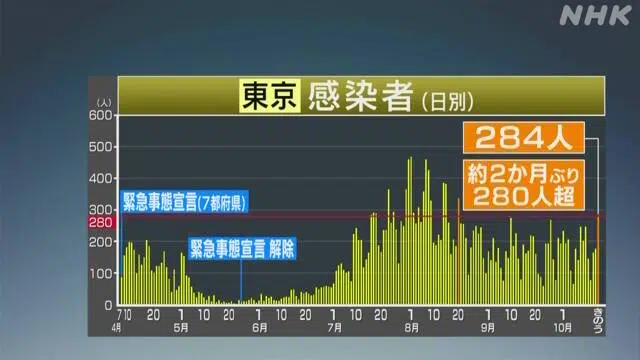 NHK
東京 感染者(日別)
(人)
600
500
400
300
280
200
100
0
284人
約2か月ぶり
280人超
緊急事態宣言(7都府県)
緊急事態宣言 解除
7 10 20 1 10 20 1 10 20 1 10 20 1 10 20 1 10 20 1 10 きのう
4月 5月 6月 7月 8月 9月 10月